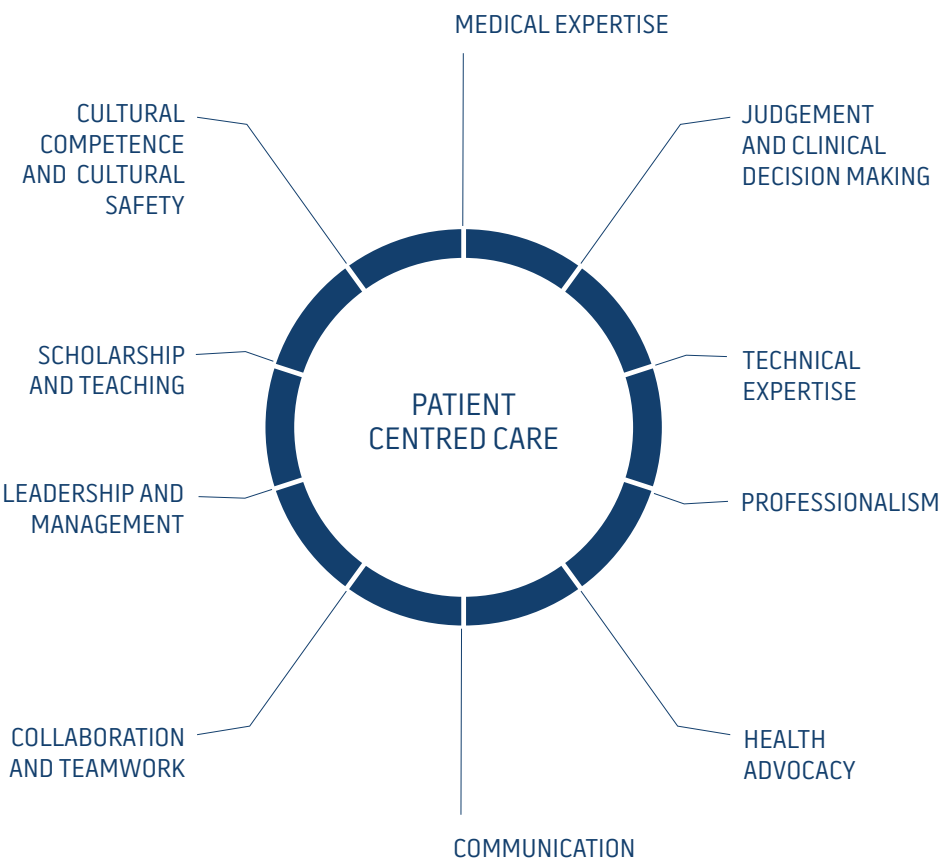 MEDICAL EXPERTISE
JUDGEMENT
AND CLINICAL
DECISION MAKING
TECHNICAL
EXPERTISE
PROFESSIONALISM
HEALTH
ADVOCACY
COMMUNICATION
COLLABORATION
AND TEAMWORK
LEADERSHIP AND
MANAGEMENT
SCHOLARSHIP
AND TEACHING
CULTURAL
COMPETENCE
AND CULTURAL
SAFETY
PATIENT
CENTRED CARE